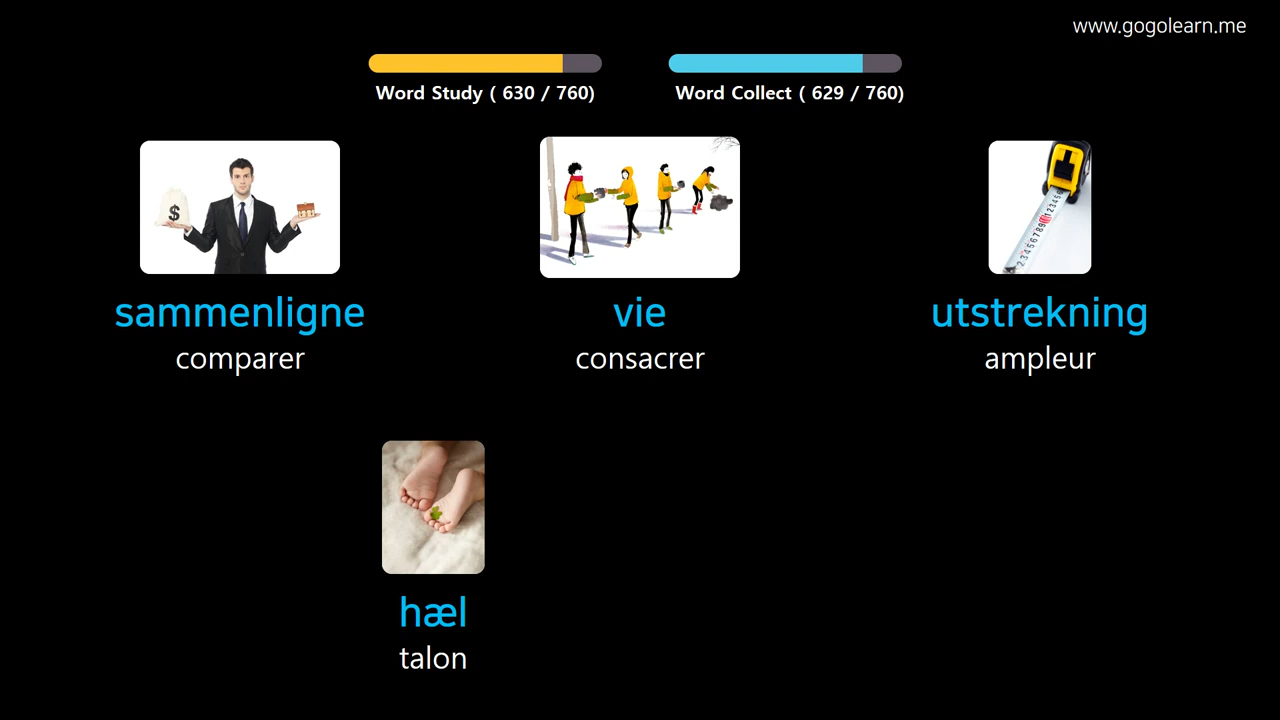 www.gogolearn.me
Word Study ( 630 / 760)
Word Collect ( 629 / 760)
sammenligne
comparer
vie
consacrer
utstrekning
ampleur
hæl
talon